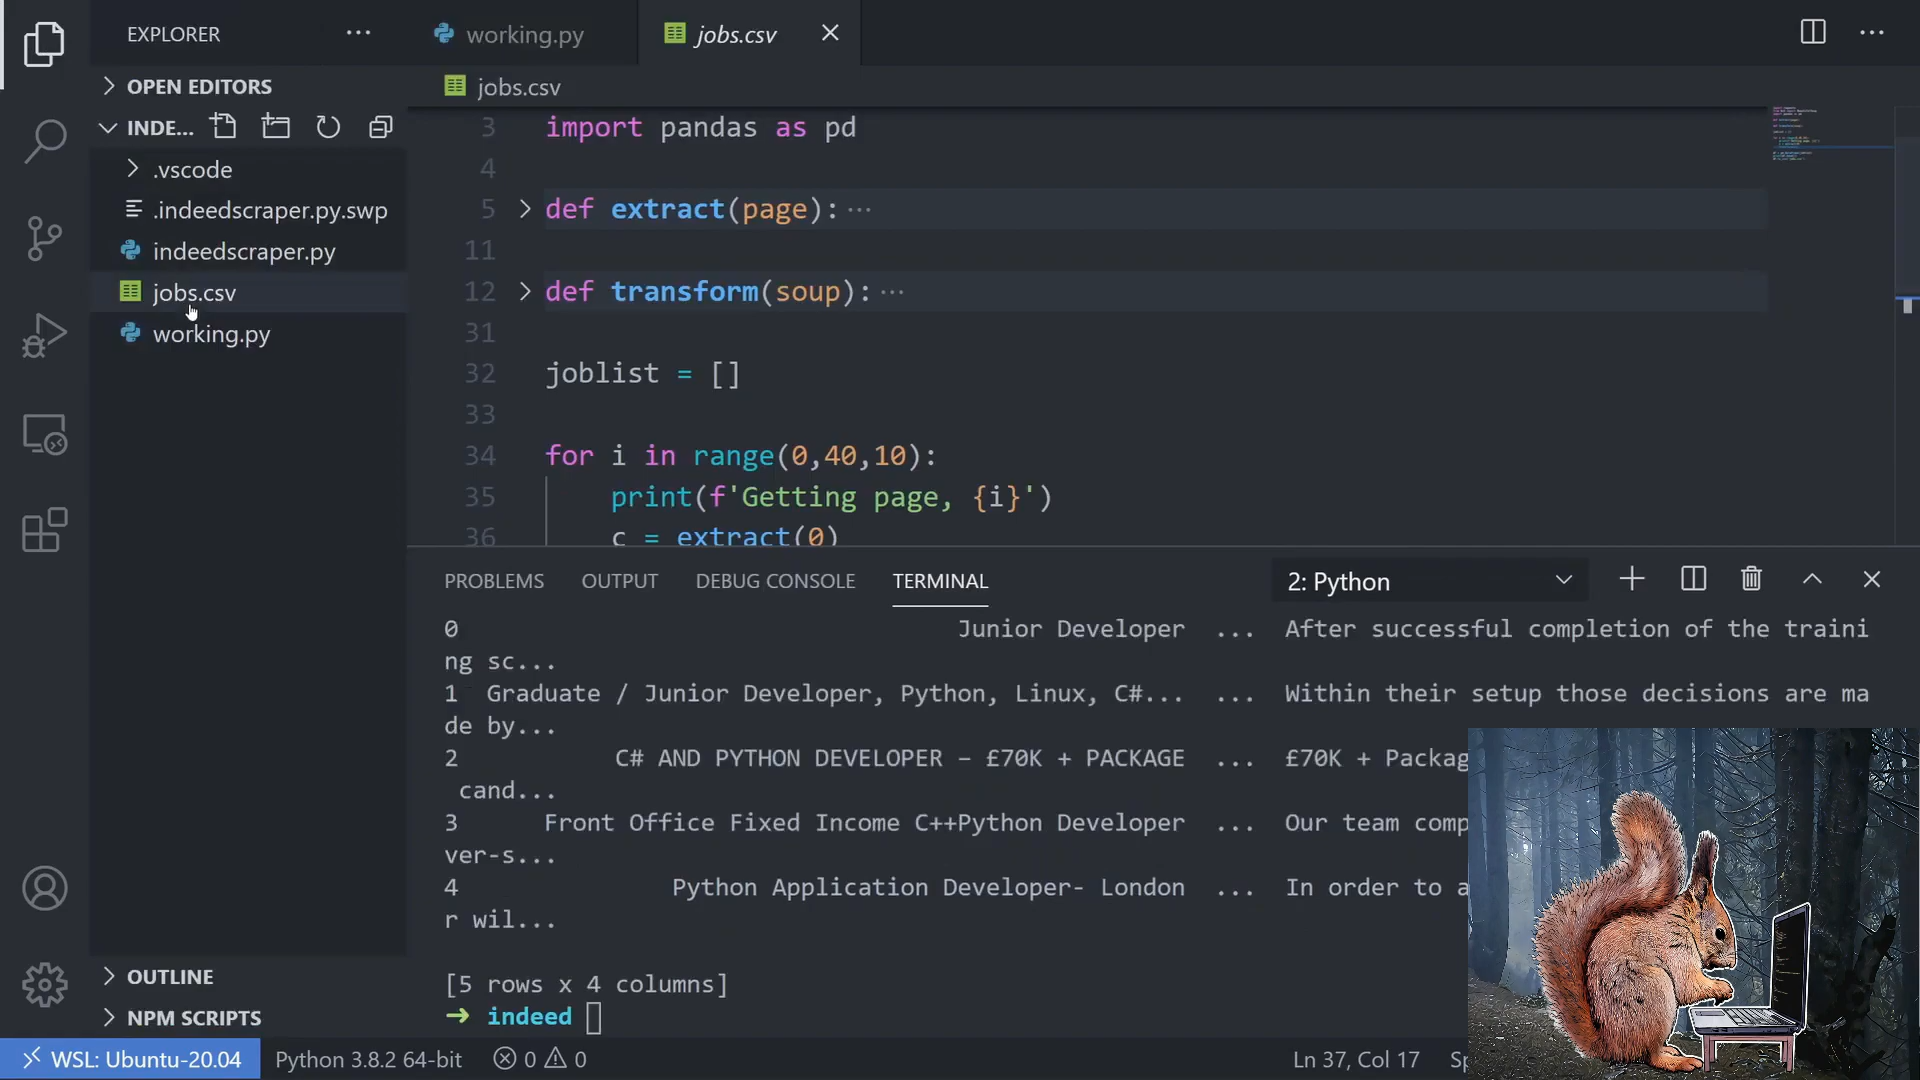 EXPLORER
working.py
jobs.csv
OPEN EDITORS
jobs.csv
INDE...
.vscode
.indeedscraper.py.swp
indeedscraper.py
jobs.csv
working.py
3 import pandas as pd
4
5 def extract(page):
11
12 def transform(soup):
31
32 joblist = []
33
34 for i in range(0,40,10):
35 print(f'Getting page, {i}')
36 c = extract(0)
PROBLEMS
OUTPUT
DEBUG CONSOLE
TERMINAL
2: Python
0 Junior Developer ... After successful completion of the traini
ng sc...
1 Graduate / Junior Developer, Python, Linux, C#... ... Within their setup those decisions are ma
de by...
2 C# AND PYTHON DEVELOPER – £70K + PACKAGE ... £70K + Packag
cand...
3 Front Office Fixed Income C++Python Developer ... Our team comp
ver-s...
4 Python Application Developer- London ... In order to a
r wil...
[5 rows x 4 columns]
→ indeed
OUTLINE
NPM SCRIPTS
WSL: Ubuntu-20.04
Python 3.8.2 64-bit
0
0
Ln 37, Col 17